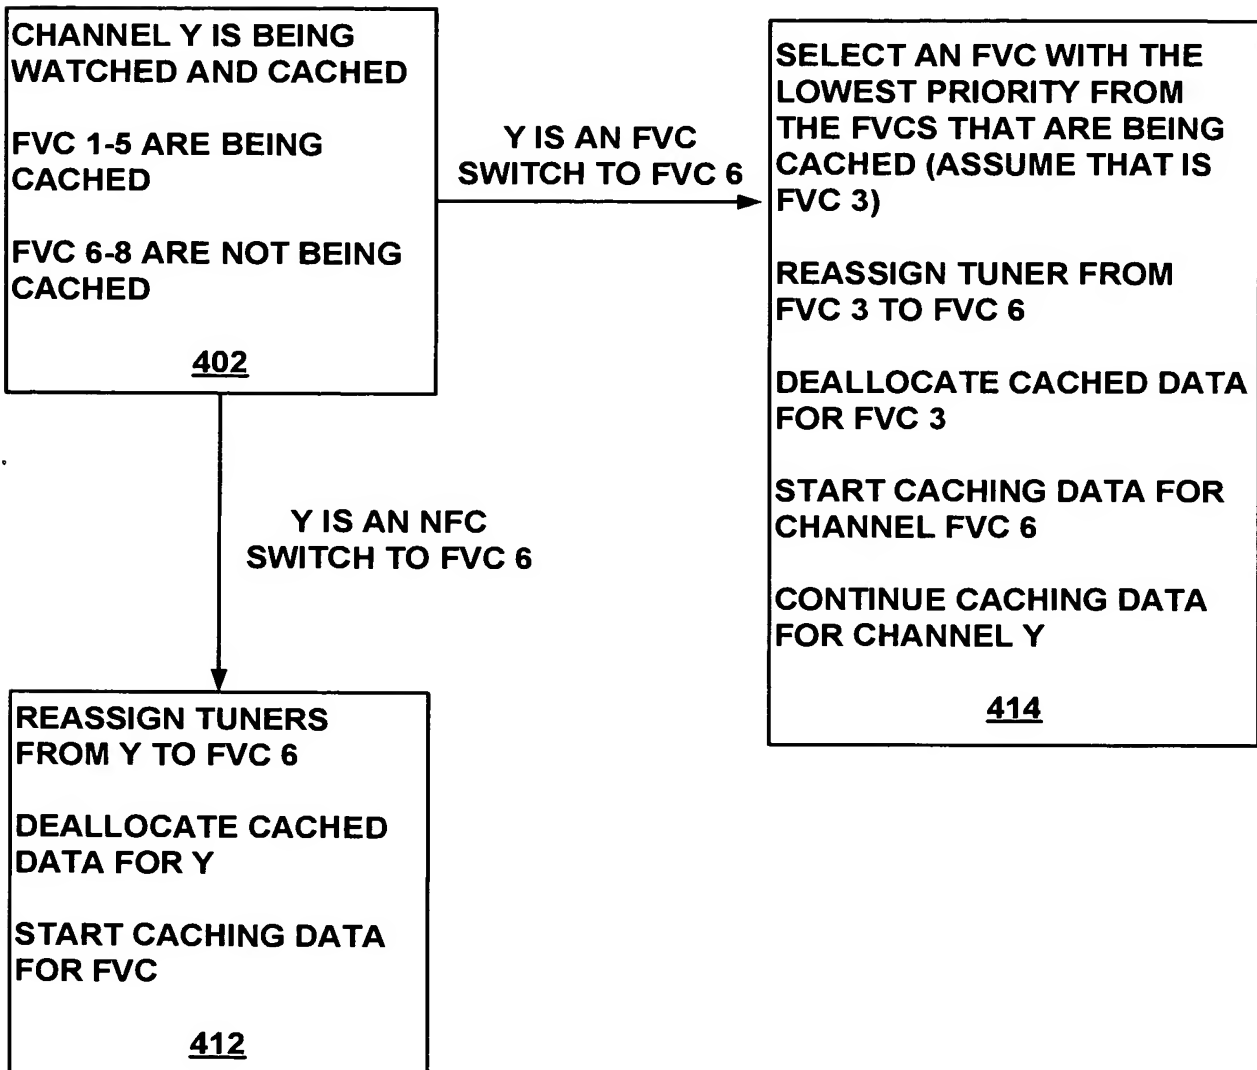 CHANNEL Y IS BEING
WATCHED AND CACHED
FVC 1-5 ARE BEING
CACHED
FVC 6-8 ARE NOT BEING
CACHED
402
Y IS AN FVC
SWITCH TO FVC 6
SELECT AN FVC WITH THE
LOWEST PRIORITY FROM
THE FVCS THAT ARE BEING
CACHED (ASSUME THAT IS
FVC 3)
REASSIGN TUNER FROM
FVC 3 TO FVC 6
DEALLOCATE CACHED DATA
FOR FVC 3
START CACHING DATA FOR
CHANNEL FVC 6
CONTINUE CACHING DATA
FOR CHANNEL Y
414
Y IS AN NFC
SWITCH TO FVC 6
REASSIGN TUNERS
FROM Y TO FVC 6
DEALLOCATE CACHED
DATA FOR Y
START CACHING DATA
FOR FVC
412